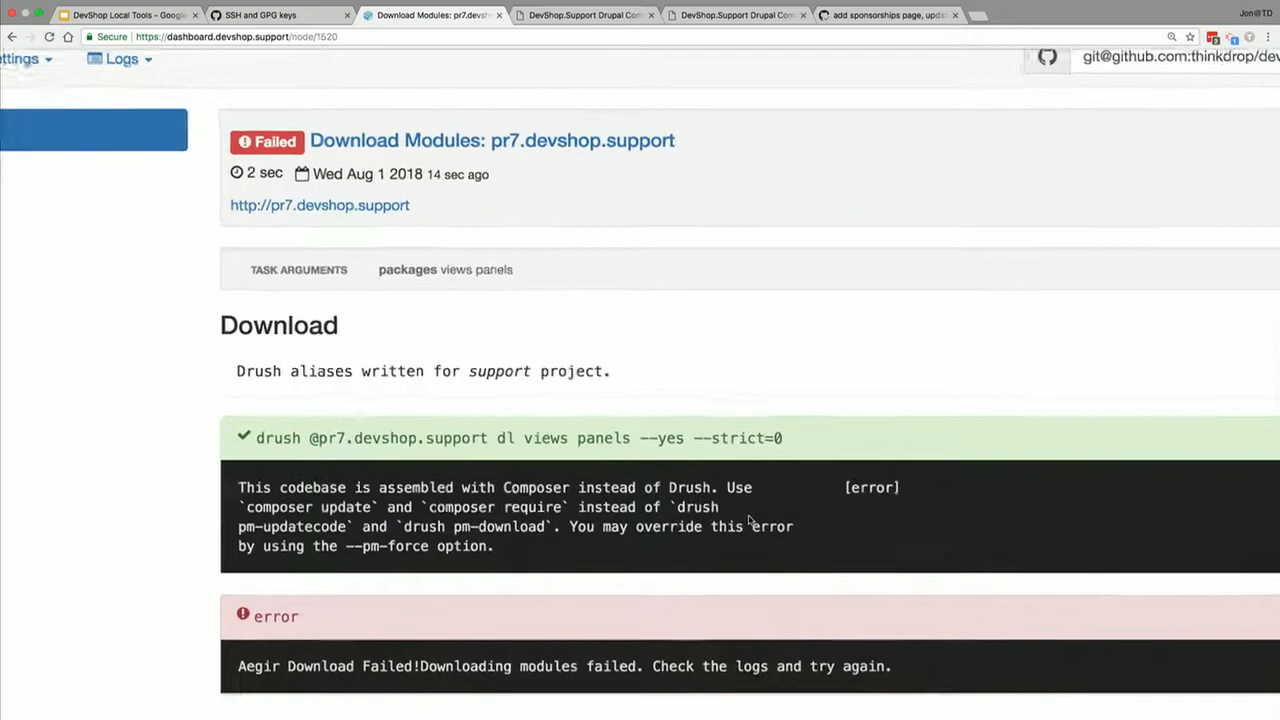 DevShop Local Tools - Google
SSH and GPG keys
Download Modules: pr7.devsh
DevShop.Support Drupal Com
DevShop.Support Drupal Com
add sponsorships page, upda
Jon@TD
Secure
https://dashboard.devshop.support/node/1520
ttings
Logs
git@github.com:thinkdrop/dev
Failed
Download Modules: pr7.devshop.support
2 sec
Wed Aug 1 2018 14 sec ago
http://pr7.devshop.support
TASK ARGUMENTS
packages views panels
Download
Drush aliases written for support project.
drush @pr7.devshop.support dl views panels --yes --strict=0
This codebase is assembled with Composer instead of Drush. Use [error]
`composer update` and `composer require` instead of `drush
pm-updatecode` and `drush pm-download`. You may override this error
by using the --pm-force option.
error
Aegir Download Failed!Downloading modules failed. Check the logs and try again.